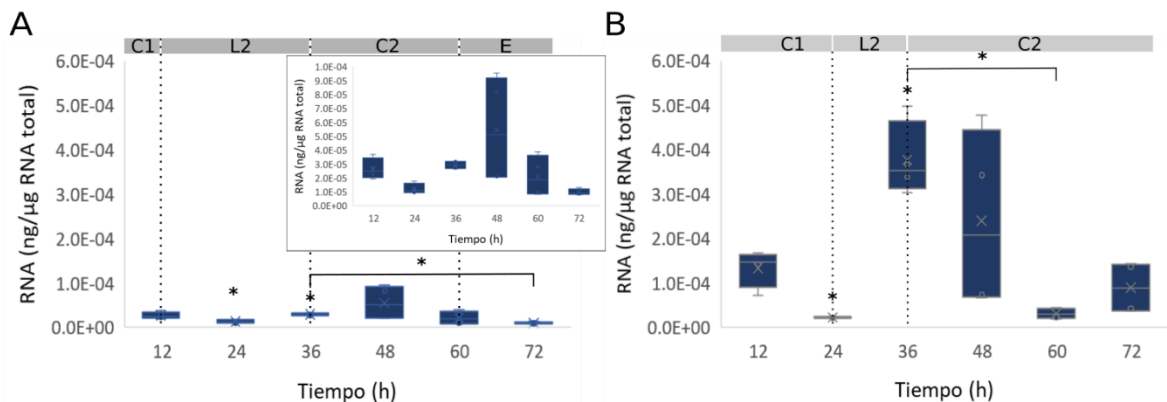 A
C1 L2 C2 E
RNA (ng/µg RNA total)
6.0E-04
5.0E-04
4.0E-04
3.0E-04
2.0E-04
1.0E-04
0.0E+00
12 24 36 48 60 72
Tiempo (h)
* * *
RNA (ng/µg RNA total)
1.0E-04
9.0E-05
8.0E-05
7.0E-05
6.0E-05
5.0E-05
4.0E-05
3.0E-05
2.0E-05
1.0E-05
0.0E+00
12 24 36 48 60 72
Tiempo (h)
B
C1 L2 C2
RNA (ng/µg RNA total)
6.0E-04
5.0E-04
4.0E-04
3.0E-04
2.0E-04
1.0E-04
0.0E+00
* * *
12 24 36 48 60 72
Tiempo (h)